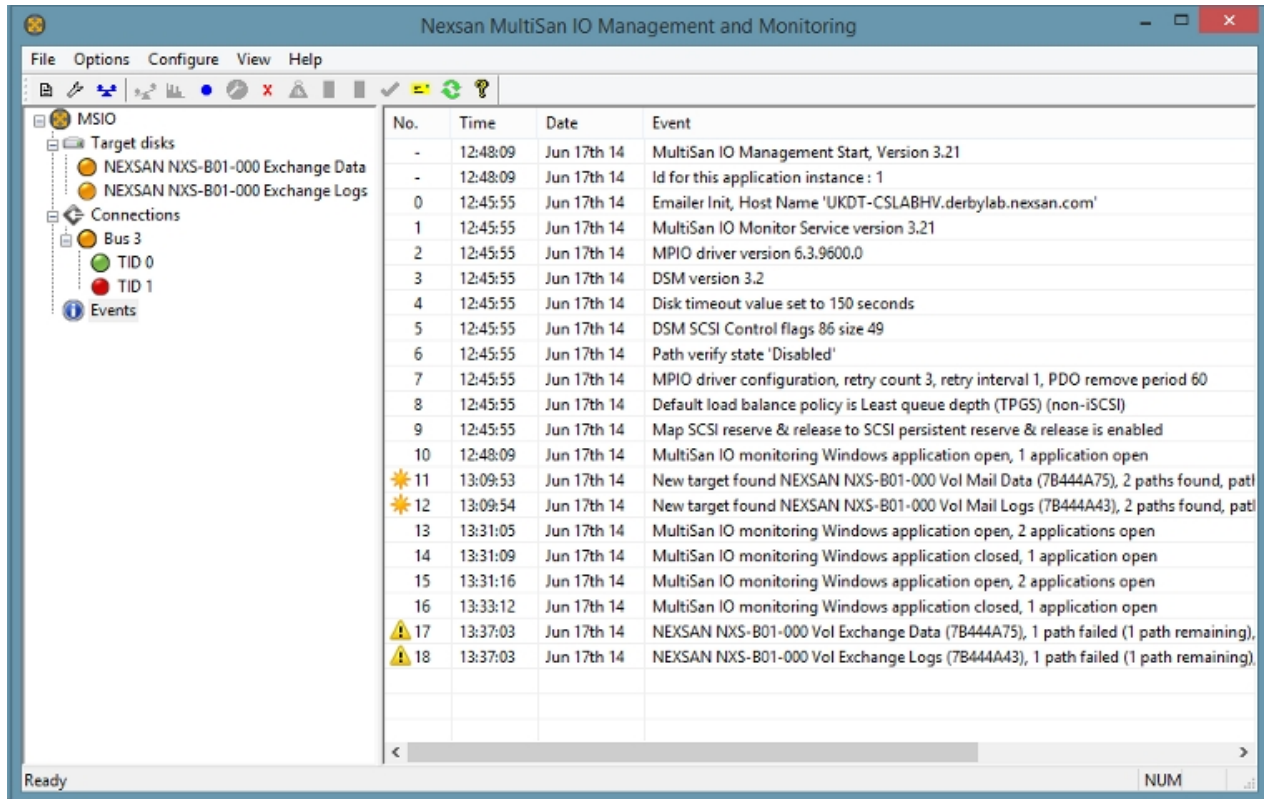 Nexsan MultiSan IO Management and Monitoring
File Options Configure View Help
MSIO
Target disks
NEXSAN NXS-B01-000 Exchange Data
NEXSAN NXS-B01-000 Exchange Logs
Connections
Bus 3
TID 0
TID 1
Events
No. Time Date Event
- 12:48:09 Jun 17th 14 MultiSan IO Management Start, Version 3.21
- 12:48:09 Jun 17th 14 Id for this application instance : 1
0 12:45:55 Jun 17th 14 Emailer Init, Host Name 'UKDT-CSLABHV.derbylab.nexsan.com'
1 12:45:55 Jun 17th 14 MultiSan IO Monitor Service version 3.21
2 12:45:55 Jun 17th 14 MPIO driver version 6.3.9600.0
3 12:45:55 Jun 17th 14 DSM version 3.2
4 12:45:55 Jun 17th 14 Disk timeout value set to 150 seconds
5 12:45:55 Jun 17th 14 DSM SCSI Control flags 86 size 49
6 12:45:55 Jun 17th 14 Path verify state 'Disabled'
7 12:45:55 Jun 17th 14 MPIO driver configuration, retry count 3, retry interval 1, PDO remove period 60
8 12:45:55 Jun 17th 14 Default load balance policy is Least queue depth (TPGS) (non-iSCSI)
9 12:45:55 Jun 17th 14 Map SCSI reserve & release to SCSI persistent reserve & release is enabled
10 12:48:09 Jun 17th 14 MultiSan IO monitoring Windows application open, 1 application open
11 13:09:53 Jun 17th 14 New target found NEXSAN NXS-B01-000 Vol Mail Data (7B444A75), 2 paths found, path
12 13:09:54 Jun 17th 14 New target found NEXSAN NXS-B01-000 Vol Mail Logs (7B444A43), 2 paths found, pat
13 13:31:05 Jun 17th 14 MultiSan IO monitoring Windows application open, 2 applications open
14 13:31:09 Jun 17th 14 MultiSan IO monitoring Windows application closed, 1 application open
15 13:31:16 Jun 17th 14 MultiSan IO monitoring Windows application open, 2 applications open
16 13:33:12 Jun 17th 14 MultiSan IO monitoring Windows application closed, 1 application open
17 13:37:03 Jun 17th 14 NEXSAN NXS-B01-000 Vol Exchange Data (7B444A75), 1 path failed (1 path remaining),
18 13:37:03 Jun 17th 14 NEXSAN NXS-B01-000 Vol Exchange Logs (7B444A43), 1 path failed (1 path remaining),
Ready NUM